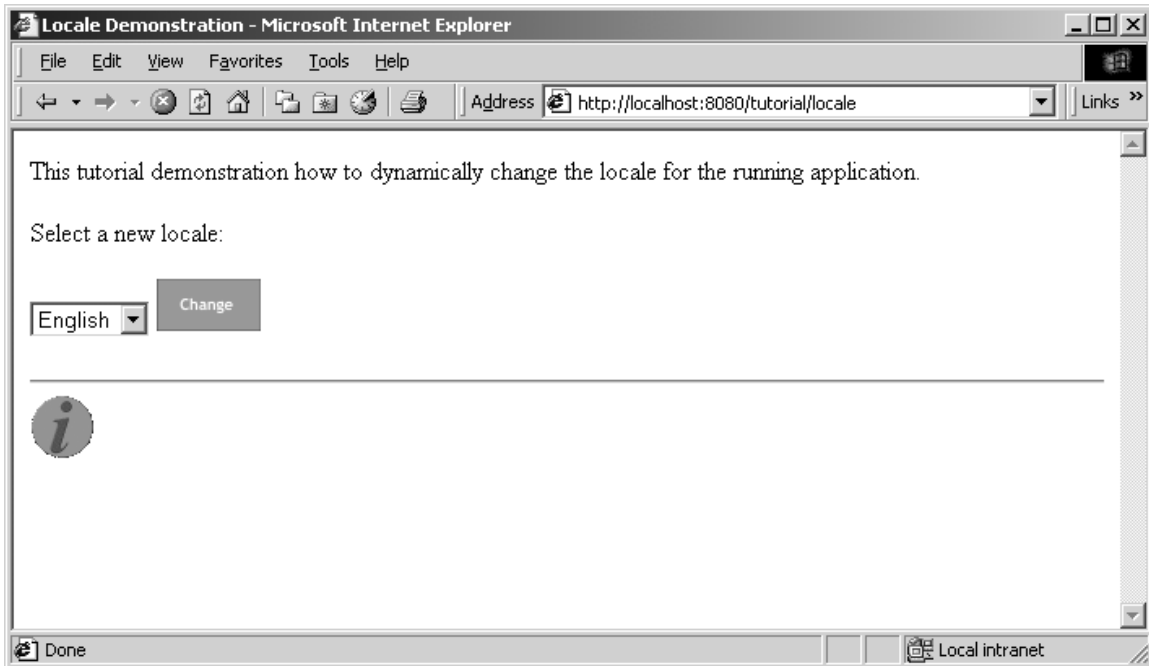 Locale Demonstration - Microsoft Internet Explorer
File Edit View Favorites Tools Help
Address http://localhost:8080/tutorial/locale Links »
This tutorial demonstration how to dynamically change the locale for the running application.
Select a new locale:
English Change
i
Done Local intranet